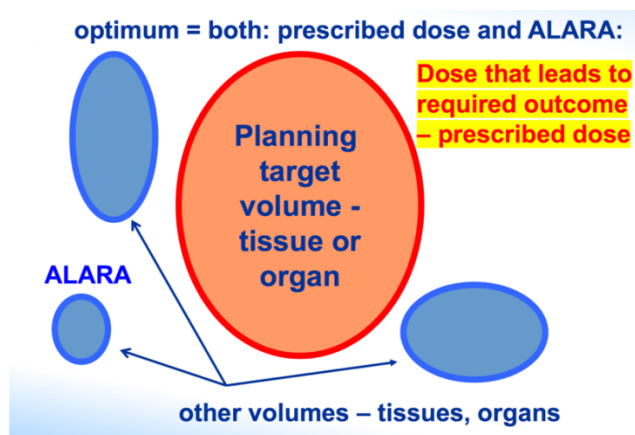 optimum = both: prescribed dose and ALARA:
Dose that leads to
required outcome
– prescribed dose
Planning
target
volume -
tissue or
organ
ALARA
other volumes – tissues, organs